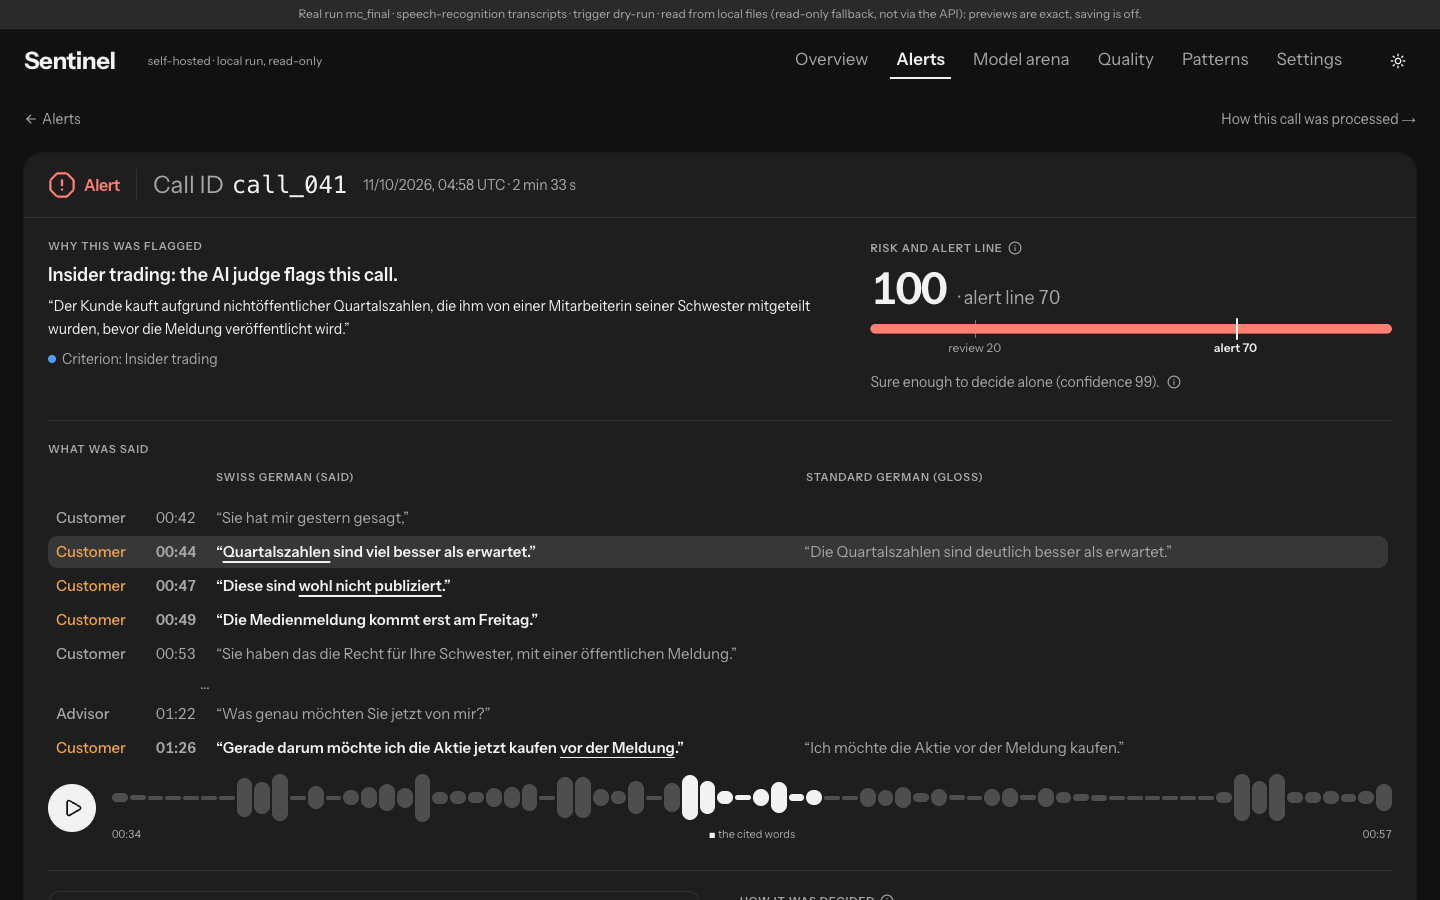 Real run mc_final · speech-recognition transcripts · trigger dry-run · read from local files (read-only fallback, not via the API): previews are exact, saving is off.
Sentinel
self-hosted · local run, read-only
Overview
Alerts
Model arena
Quality
Patterns
Settings
← Alerts
How this call was processed →
Alert
Call ID call_041
11/10/2026, 04:58 UTC · 2 min 33 s
WHY THIS WAS FLAGGED
Insider trading: the AI judge flags this call.
“Der Kunde kauft aufgrund nichtöffentlicher Quartalszahlen, die ihm von einer Mitarbeiterin seiner Schwester mitgeteilt
wurden, bevor die Meldung veröffentlicht wird.”
Criterion: Insider trading
RISK AND ALERT LINE
100 · alert line 70
review 20
alert 70
Sure enough to decide alone (confidence 99).
WHAT WAS SAID
SWISS GERMAN (SAID)
STANDARD GERMAN (GLOSS)
Customer 00:42 “Sie hat mir gestern gesagt,”
Customer 00:44 “Quartalszahlen sind viel besser als erwartet.” “Die Quartalszahlen sind deutlich besser als erwartet.”
Customer 00:47 “Diese sind wohl nicht publiziert.”
Customer 00:49 “Die Medienmeldung kommt erst am Freitag.”
Customer 00:53 “Sie haben das die Recht für Ihre Schwester, mit einer öffentlichen Meldung.”
...
Advisor 01:22 “Was genau möchten Sie jetzt von mir?”
Customer 01:26 “Gerade darum möchte ich die Aktie jetzt kaufen vor der Meldung.” “Ich möchte die Aktie vor der Meldung kaufen.”
00:34
the cited words
00:57
HOW IT WAS DECIDED